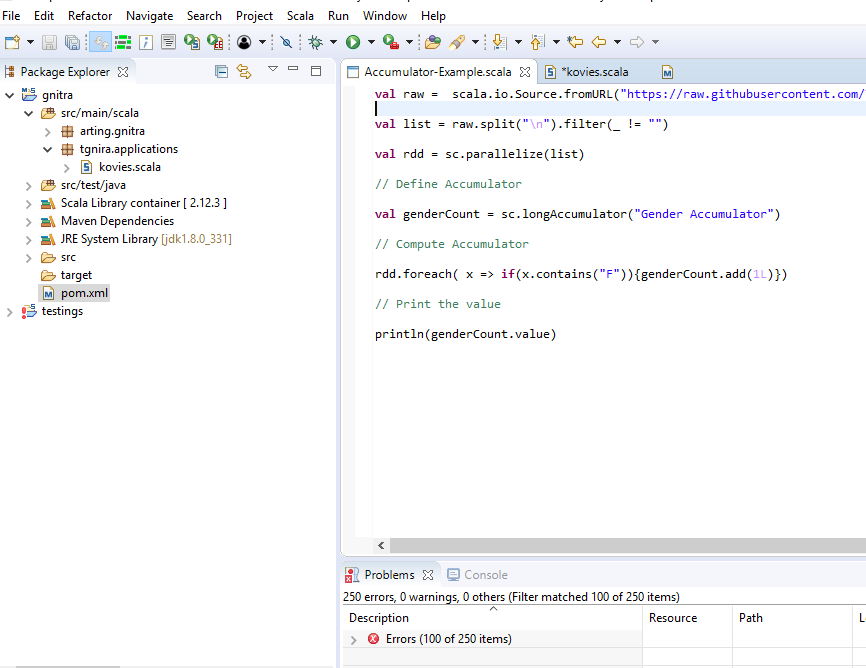 File Edit Refactor Navigate Search Project Scala Run Window Help
Package Explorer
gnitra
src/main/scala
arting.gnitra
tgnira.applications
kovies.scala
src/test/java
Scala Library container [ 2.12.3 ]
Maven Dependencies
JRE System Library [jdk1.8.0_331]
src
target
pom.xml
testings
Accumulator-Example.scala *kovies.scala
val raw =  scala.io.Source.fromURL("https://raw.githubusercontent.com/
val list = raw.split("\n").filter(_ != "")
val rdd = sc.parallelize(list)
// Define Accumulator
val genderCount = sc.longAccumulator("Gender Accumulator")
// Compute Accumulator
rdd.foreach( x => if(x.contains("F")){genderCount.add(1L)})
// Print the value
println(genderCount.value)
Problems Console
250 errors, 0 warnings, 0 others (Filter matched 100 of 250 items)
Description Resource Path L
Errors (100 of 250 items)